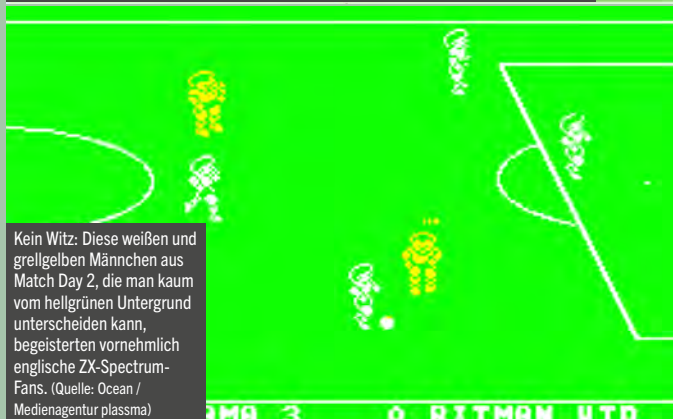 Kein Witz: Diese weißen und
grellgelben Männchen aus
Match Day 2, die man kaum
vom hellgrünen Untergrund
unterscheiden kann,
begeisterten vornehmlich
englische ZX-Spectrum-
Fans. (Quelle: Ocean /
Medienagentur plassma)
3 0 RITMAN UTD